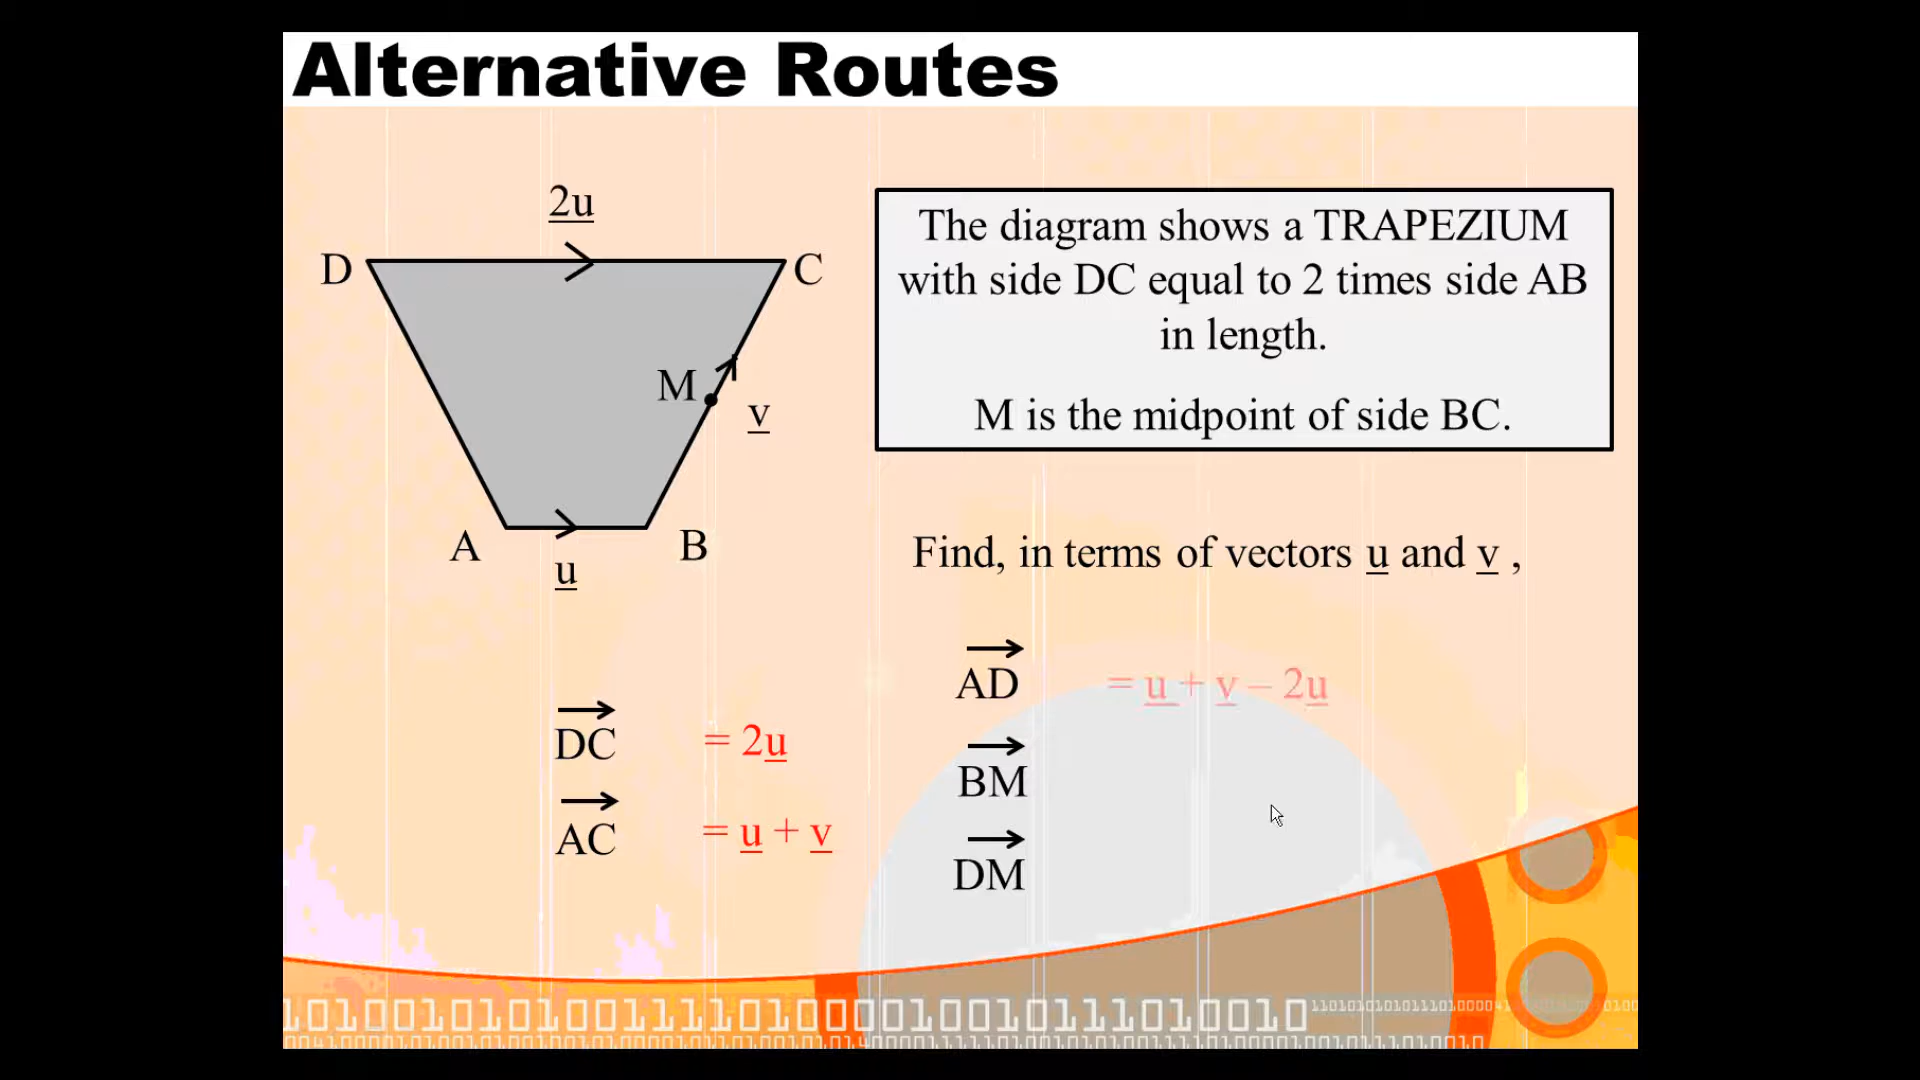 Alternative Routes
2u
D
C
M
v
A
B
u
The diagram shows a TRAPEZIUM
with side DC equal to 2 times side AB
in length.
M is the midpoint of side BC.
Find, in terms of vectors u and v ,
DC = 2u
AC = u + v
AD = u + v – 2u
BM
DM